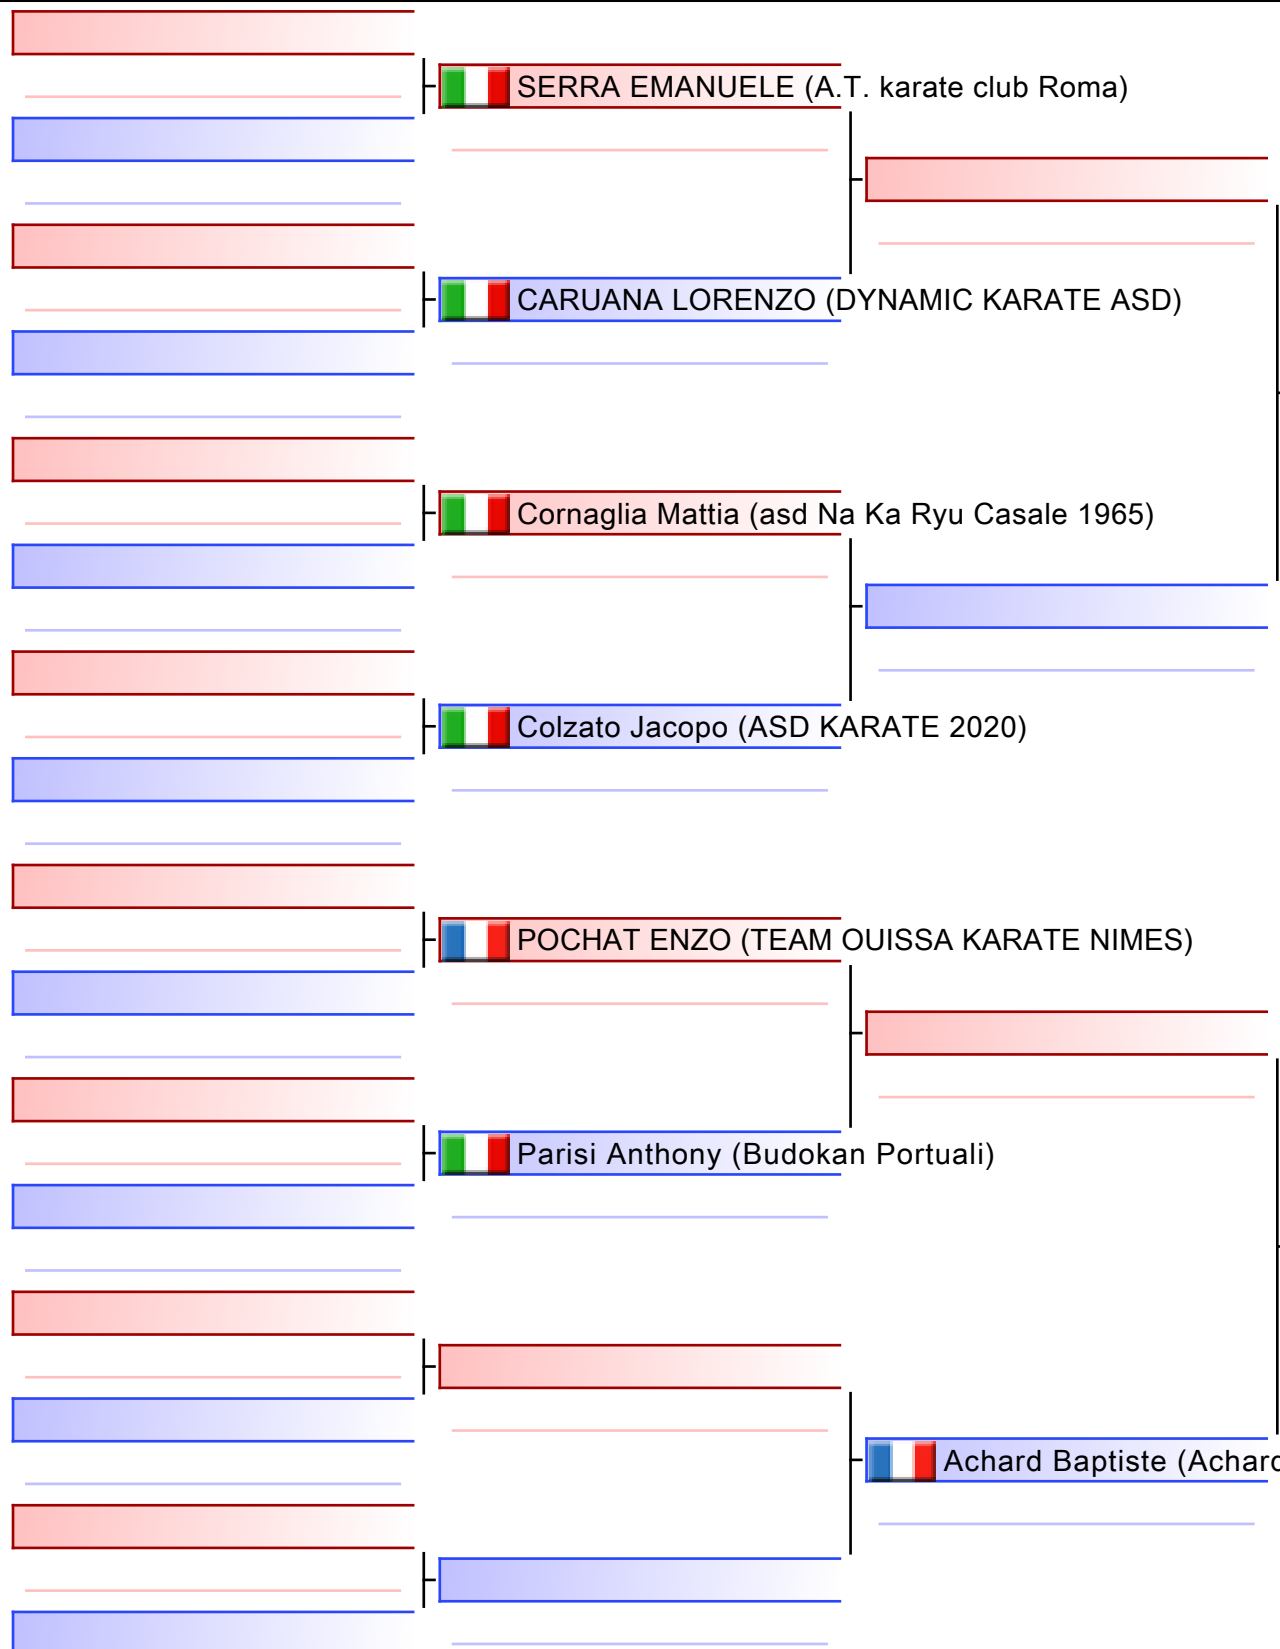 SERRA EMANUELE (A.T. karate club Roma)
CARUANA LORENZO (DYNAMIC KARATE ASD)
Cornaglia Mattia (asd Na Ka Ryu Casale 1965)
Colzato Jacopo (ASD KARATE 2020)
POCHAT ENZO (TEAM OUISSA KARATE NIMES)
Parisi Anthony (Budokan Portuali)
Achard Baptiste (Achard